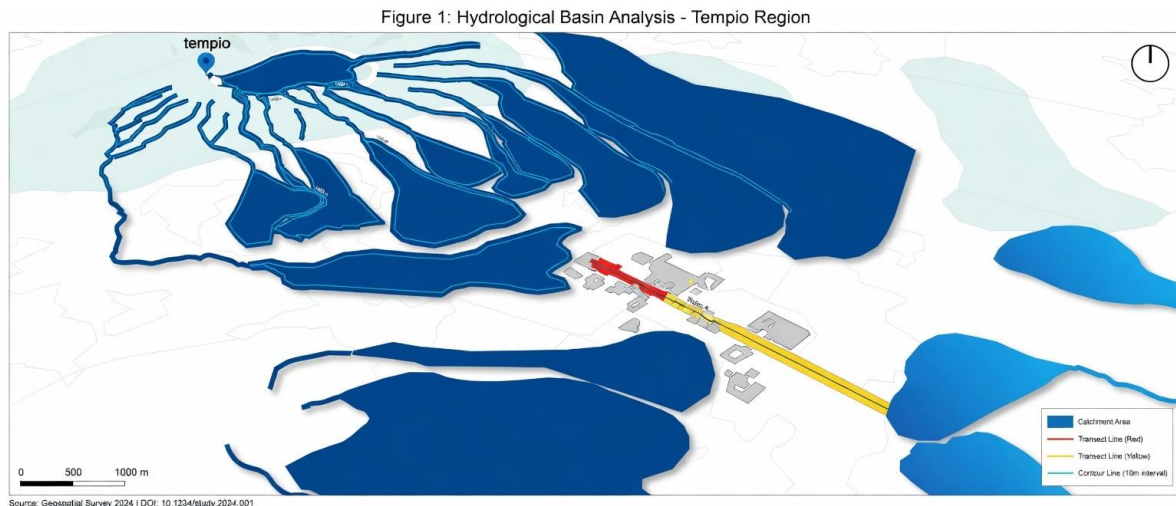 Figure 1: Hydrological Basin Analysis - Tempio Region
tempio
Catchment Area
Transect Line (Red)
Transect Line (Yellow)
Contour Line (10m interval)
0 500 1000 m
Source: Geospatial Survey 2024 | DOI: 10.1234/study.2024.001